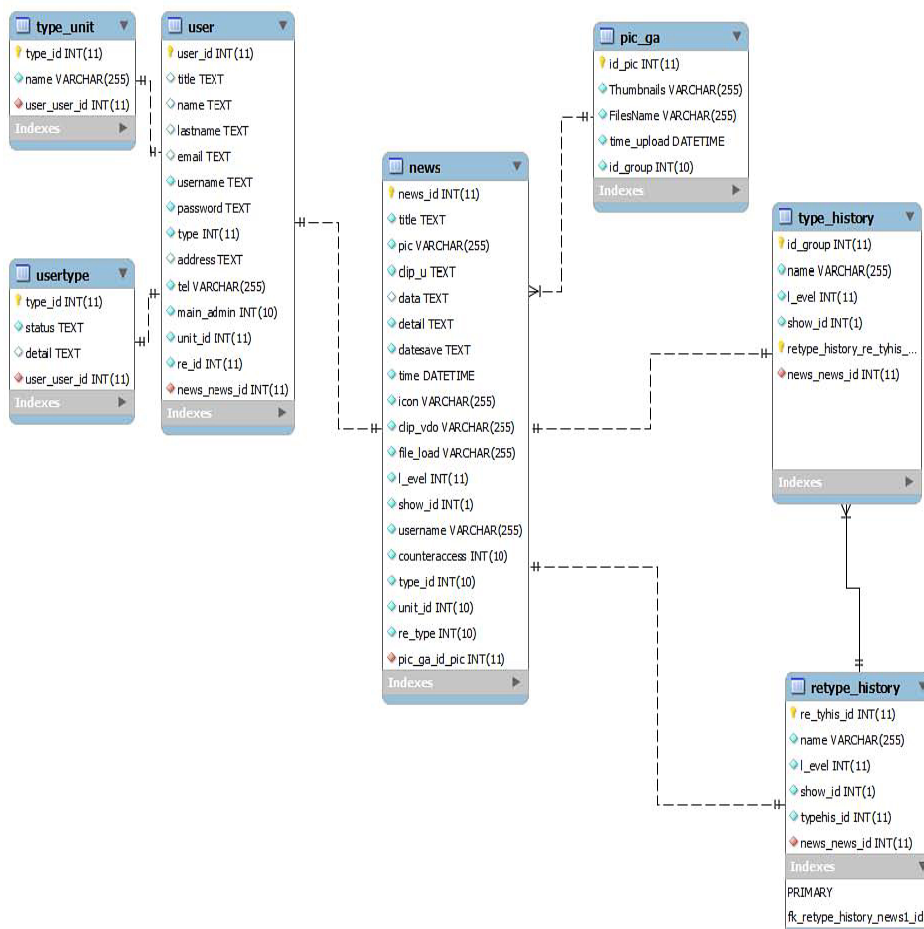 type_unit
type_id INT(11)
name VARCHAR(255)
user_user_id INT(11)
Indexes
user
user_id INT(11)
title TEXT
name TEXT
lastname TEXT
email TEXT
username TEXT
password TEXT
type INT(11)
address TEXT
tel VARCHAR(255)
main_admin INT(10)
unit_id INT(11)
re_id INT(11)
news_news_id INT(11)
Indexes
usertype
type_id INT(11)
status TEXT
detail TEXT
user_user_id INT(11)
Indexes
news
news_id INT(11)
title TEXT
pic VARCHAR(255)
clip_u TEXT
data TEXT
detail TEXT
datesave TEXT
time DATETIME
icon VARCHAR(255)
clip_vdo VARCHAR(255)
file_load VARCHAR(255)
l_evel INT(11)
show_id INT(1)
username VARCHAR(255)
counteraccess INT(10)
type_id INT(10)
unit_id INT(10)
re_type INT(10)
pic_ga_id_pic INT(11)
Indexes
pic_ga
id_pic INT(11)
Thumbnails VARCHAR(255)
FilesName VARCHAR(255)
time_upload DATETIME
id_group INT(10)
Indexes
type_history
id_group INT(11)
name VARCHAR(255)
l_evel INT(11)
show_id INT(1)
retype_history_re_tyhis_...
news_news_id INT(11)
Indexes
retype_history
re_tyhis_id INT(11)
name VARCHAR(255)
l_evel INT(11)
show_id INT(1)
typehis_id INT(11)
news_news_id INT(11)
Indexes
PRIMARY
fk_retype_history_news1_id